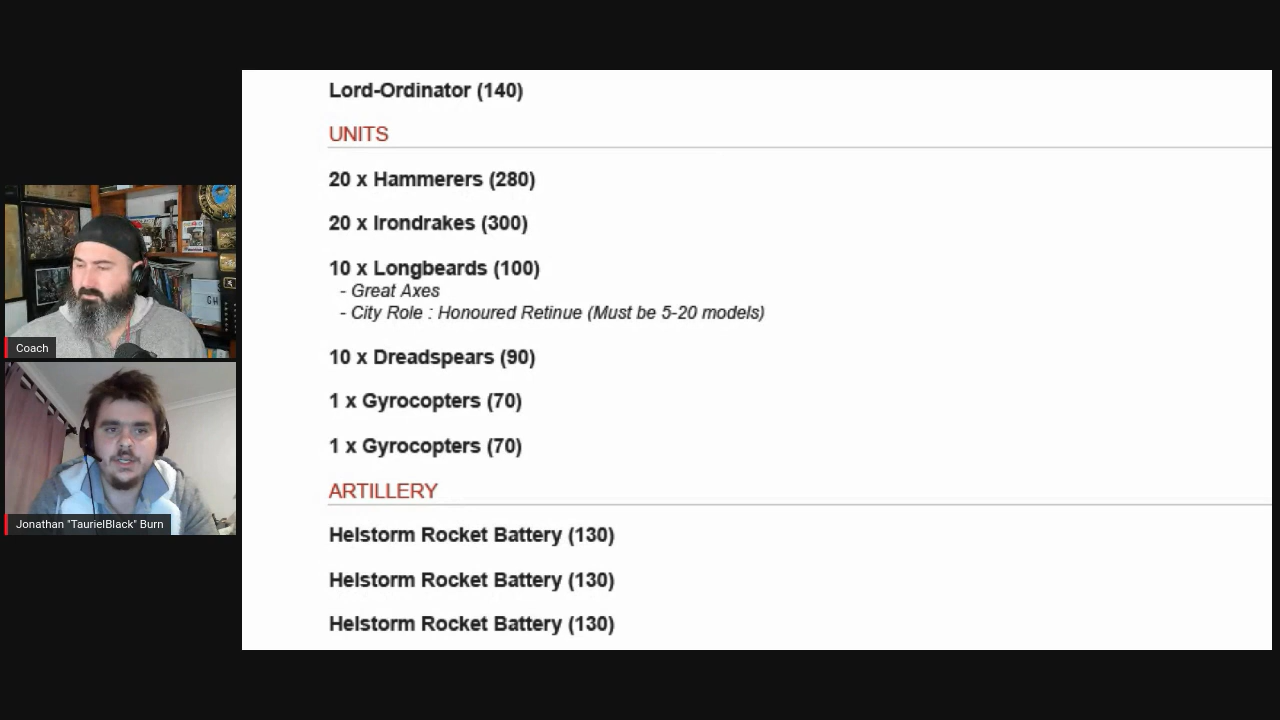 Lord-Ordinator (140)
UNITS
20 x Hammerers (280)
20 x Irondrakes (300)
10 x Longbeards (100)
- Great Axes
- City Role : Honoured Retinue (Must be 5-20 models)
10 x Dreadspears (90)
1 x Gyrocopters (70)
1 x Gyrocopters (70)
ARTILLERY
Helstorm Rocket Battery (130)
Helstorm Rocket Battery (130)
Helstorm Rocket Battery (130)
GH
Coach
Jonathan "TaurielBlack" Burn